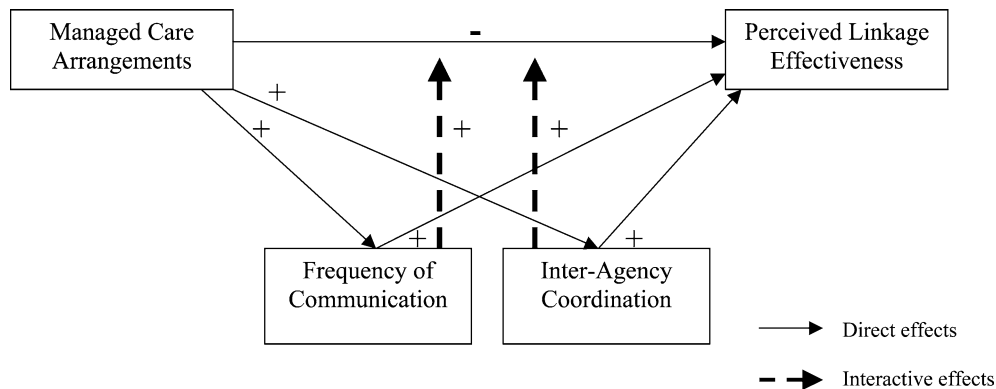 Managed Care
Arrangements
-
Perceived Linkage
Effectiveness
+
+
+
+
+
+
Frequency of
Communication
Inter-Agency
Coordination
Direct effects
Interactive effects